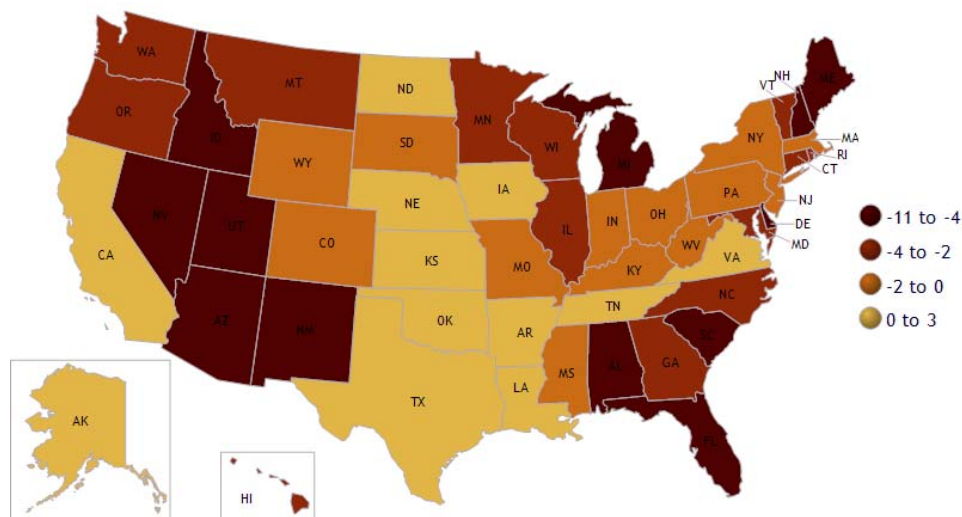 WA
MT
ND
MN
OR
ID
WY
SD
WI
MI
NH
VT
ME
NY
MA
RI
CT
NV
UT
CO
NE
IA
IL
IN
OH
PA
NJ
DE
MD
WV
VA
CA
KS
MO
KY
AZ
NM
OK
AR
TN
NC
SC
TX
LA
MS
AL
GA
FL
AK
HI
-11 to -4
-4 to -2
-2 to 0
0 to 3